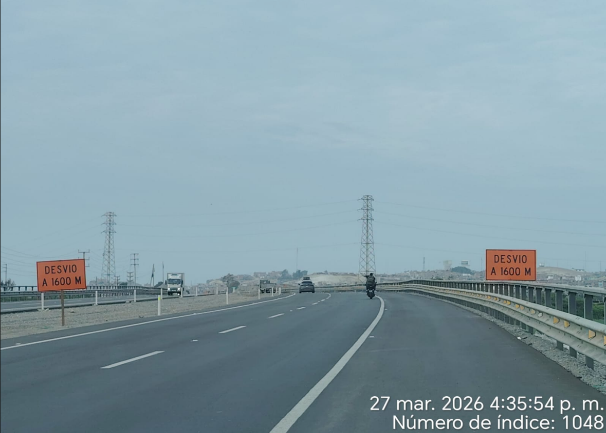 DESVIO
A 1600 M
DESVIO
A 1600 M
27 mar. 2026 4:35:54 p. m.
Número de índice: 1048